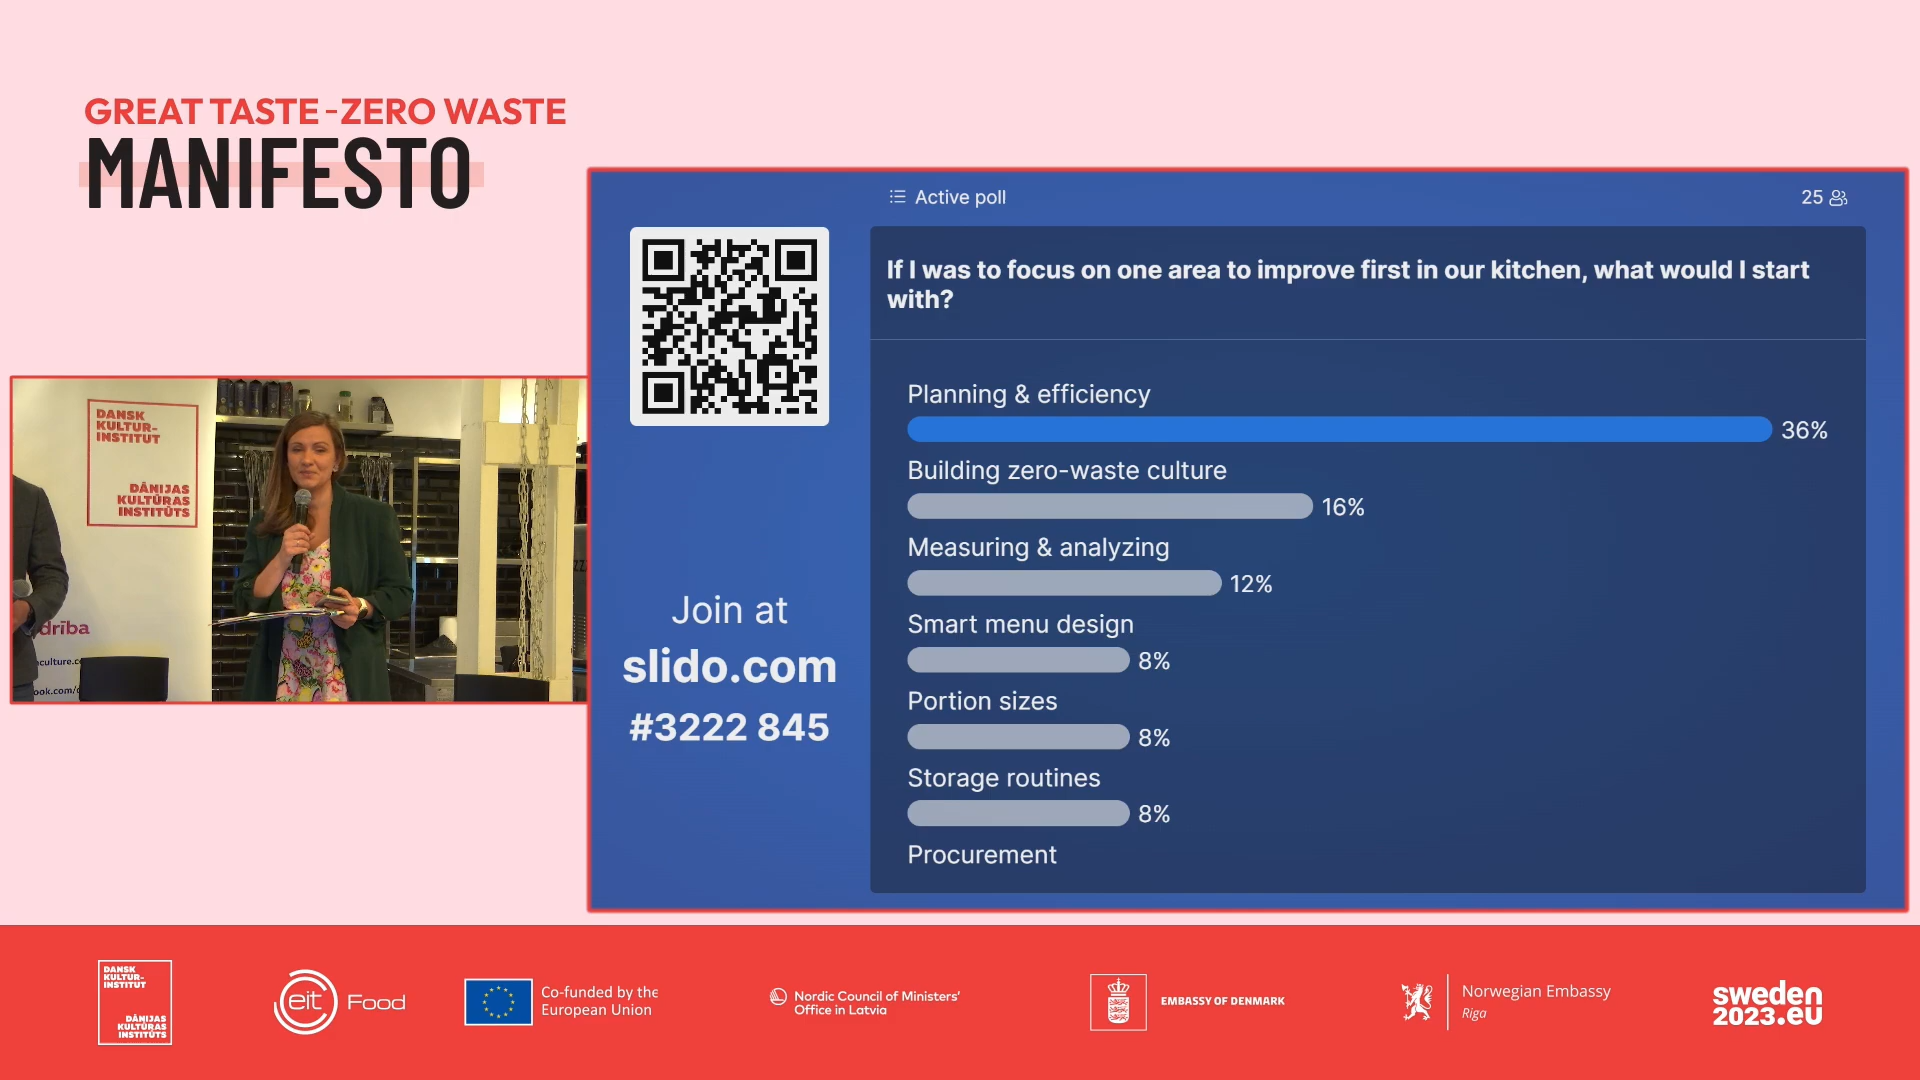 GREAT TASTE - ZERO WASTE
MANIFESTO
DANSK
KULTUR-
INSTITUT
DĀNIJAS
KULTŪRAS
INSTITŪTS
drība
culture.c
ook.com/
Active poll
25
If I was to focus on one area to improve first in our kitchen, what would I start
with?
Planning & efficiency
36%
Building zero-waste culture
16%
Measuring & analyzing
12%
Smart menu design
8%
Portion sizes
8%
Storage routines
8%
Procurement
Join at
slido.com
#3222 845
DANSK
KULTUR-
INSTITUT
DĀNIJAS
KULTŪRAS
INSTITŪTS
eit Food
Co-funded by the
European Union
Nordic Council of Ministers'
Office in Latvia
EMBASSY OF DENMARK
Norwegian Embassy
Riga
sweden
2023.eu